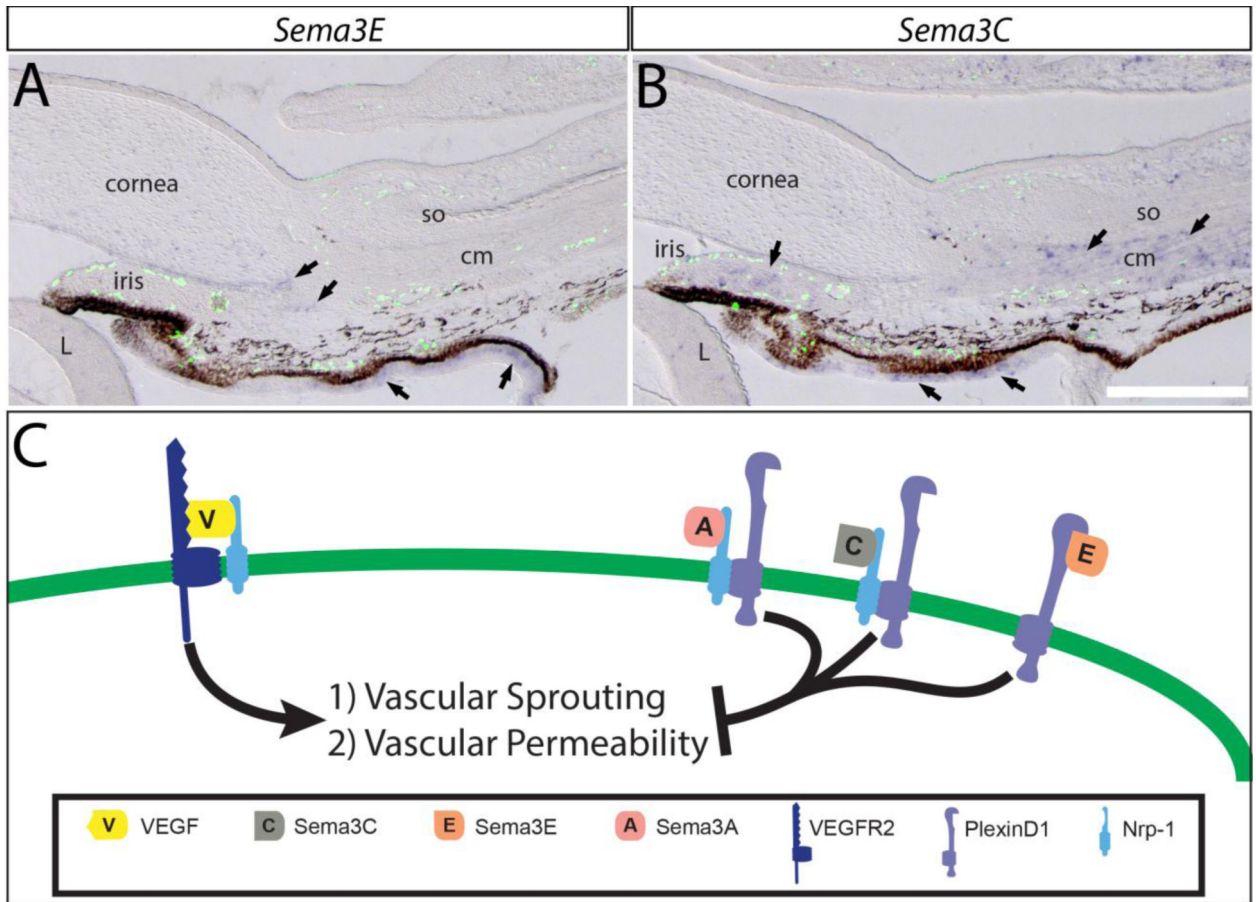 Sema3E
Sema3C
A
cornea
so
cm
iris
L
B
cornea
so
cm
iris
L
C
V
A
C
E
1) Vascular Sprouting
2) Vascular Permeability
V VEGF C Sema3C E Sema3E A Sema3A VEGFR2 PlexinD1 Nrp-1